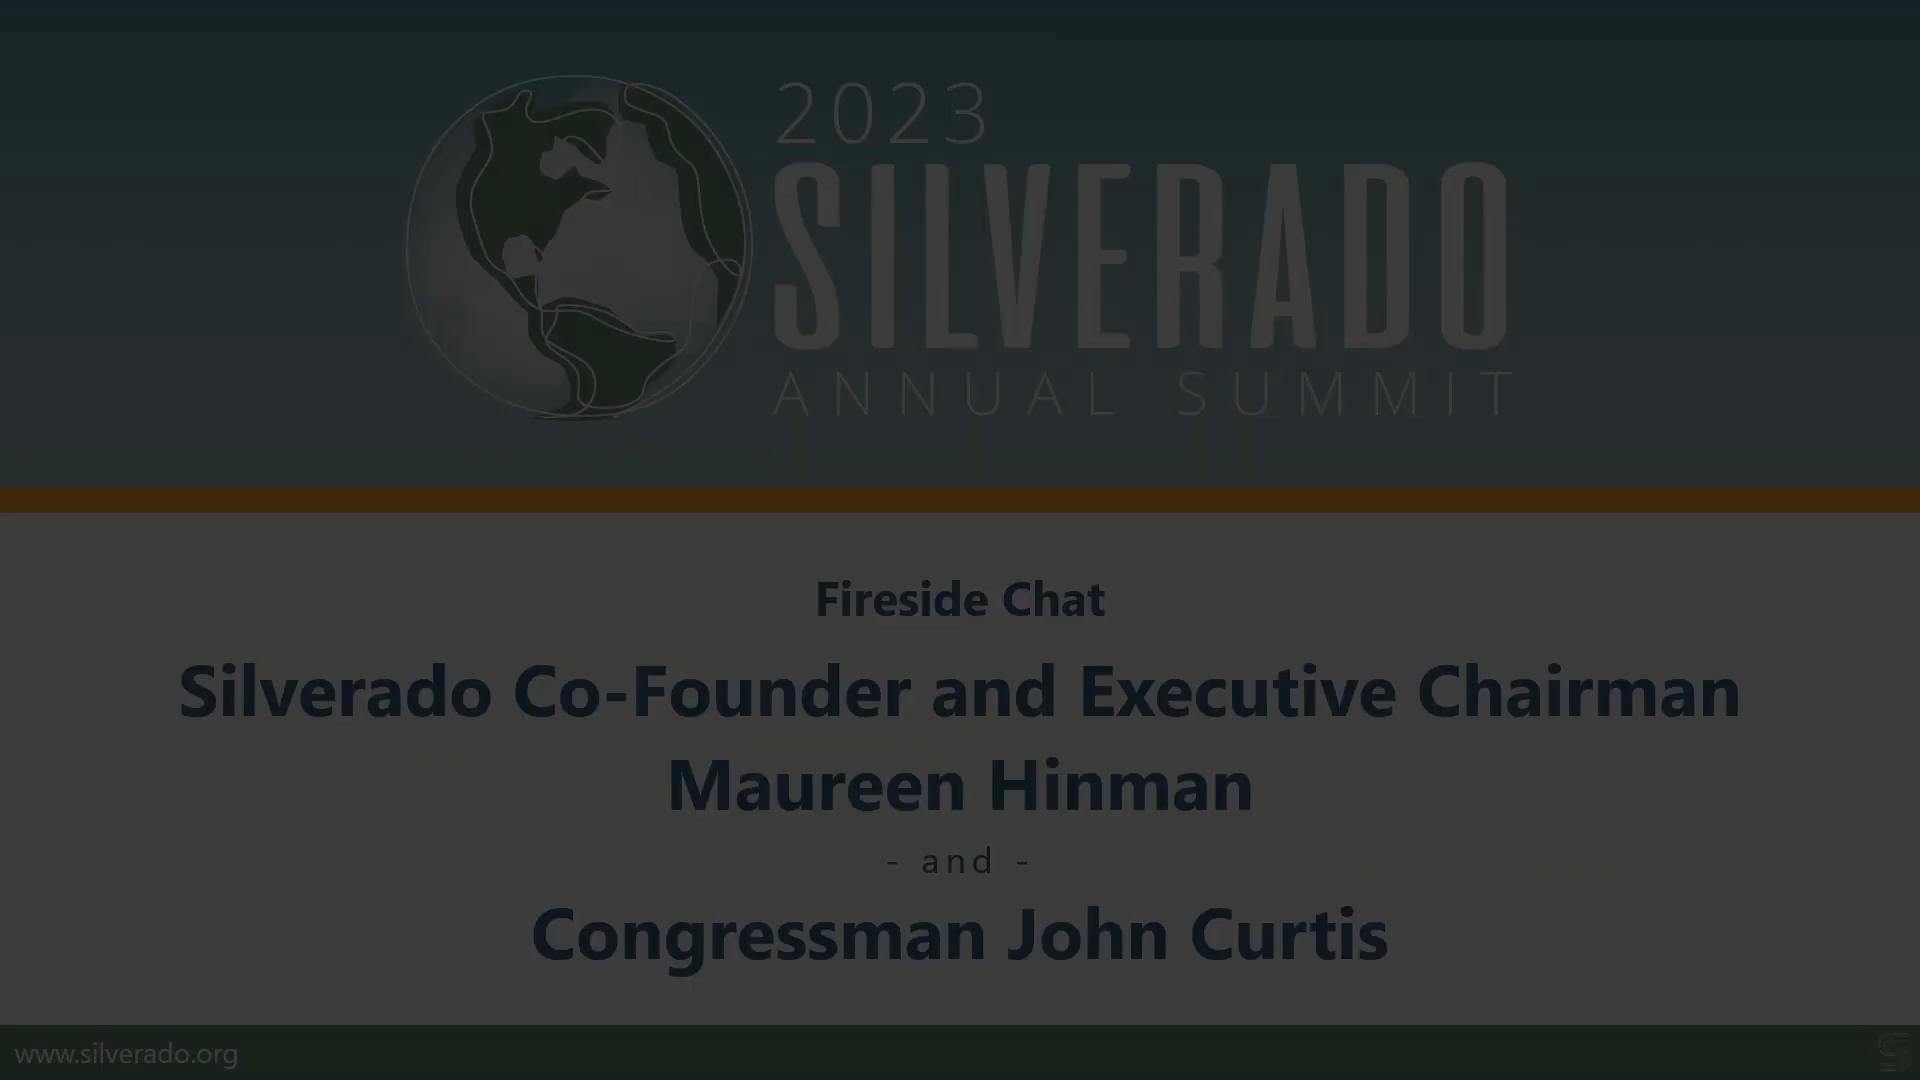 2023
SILVERADO
ANNUAL SUMMIT
Fireside Chat
Silverado Co-Founder and Executive Chairman
Maureen Hinman
- and -
Congressman John Curtis
www.silverado.org